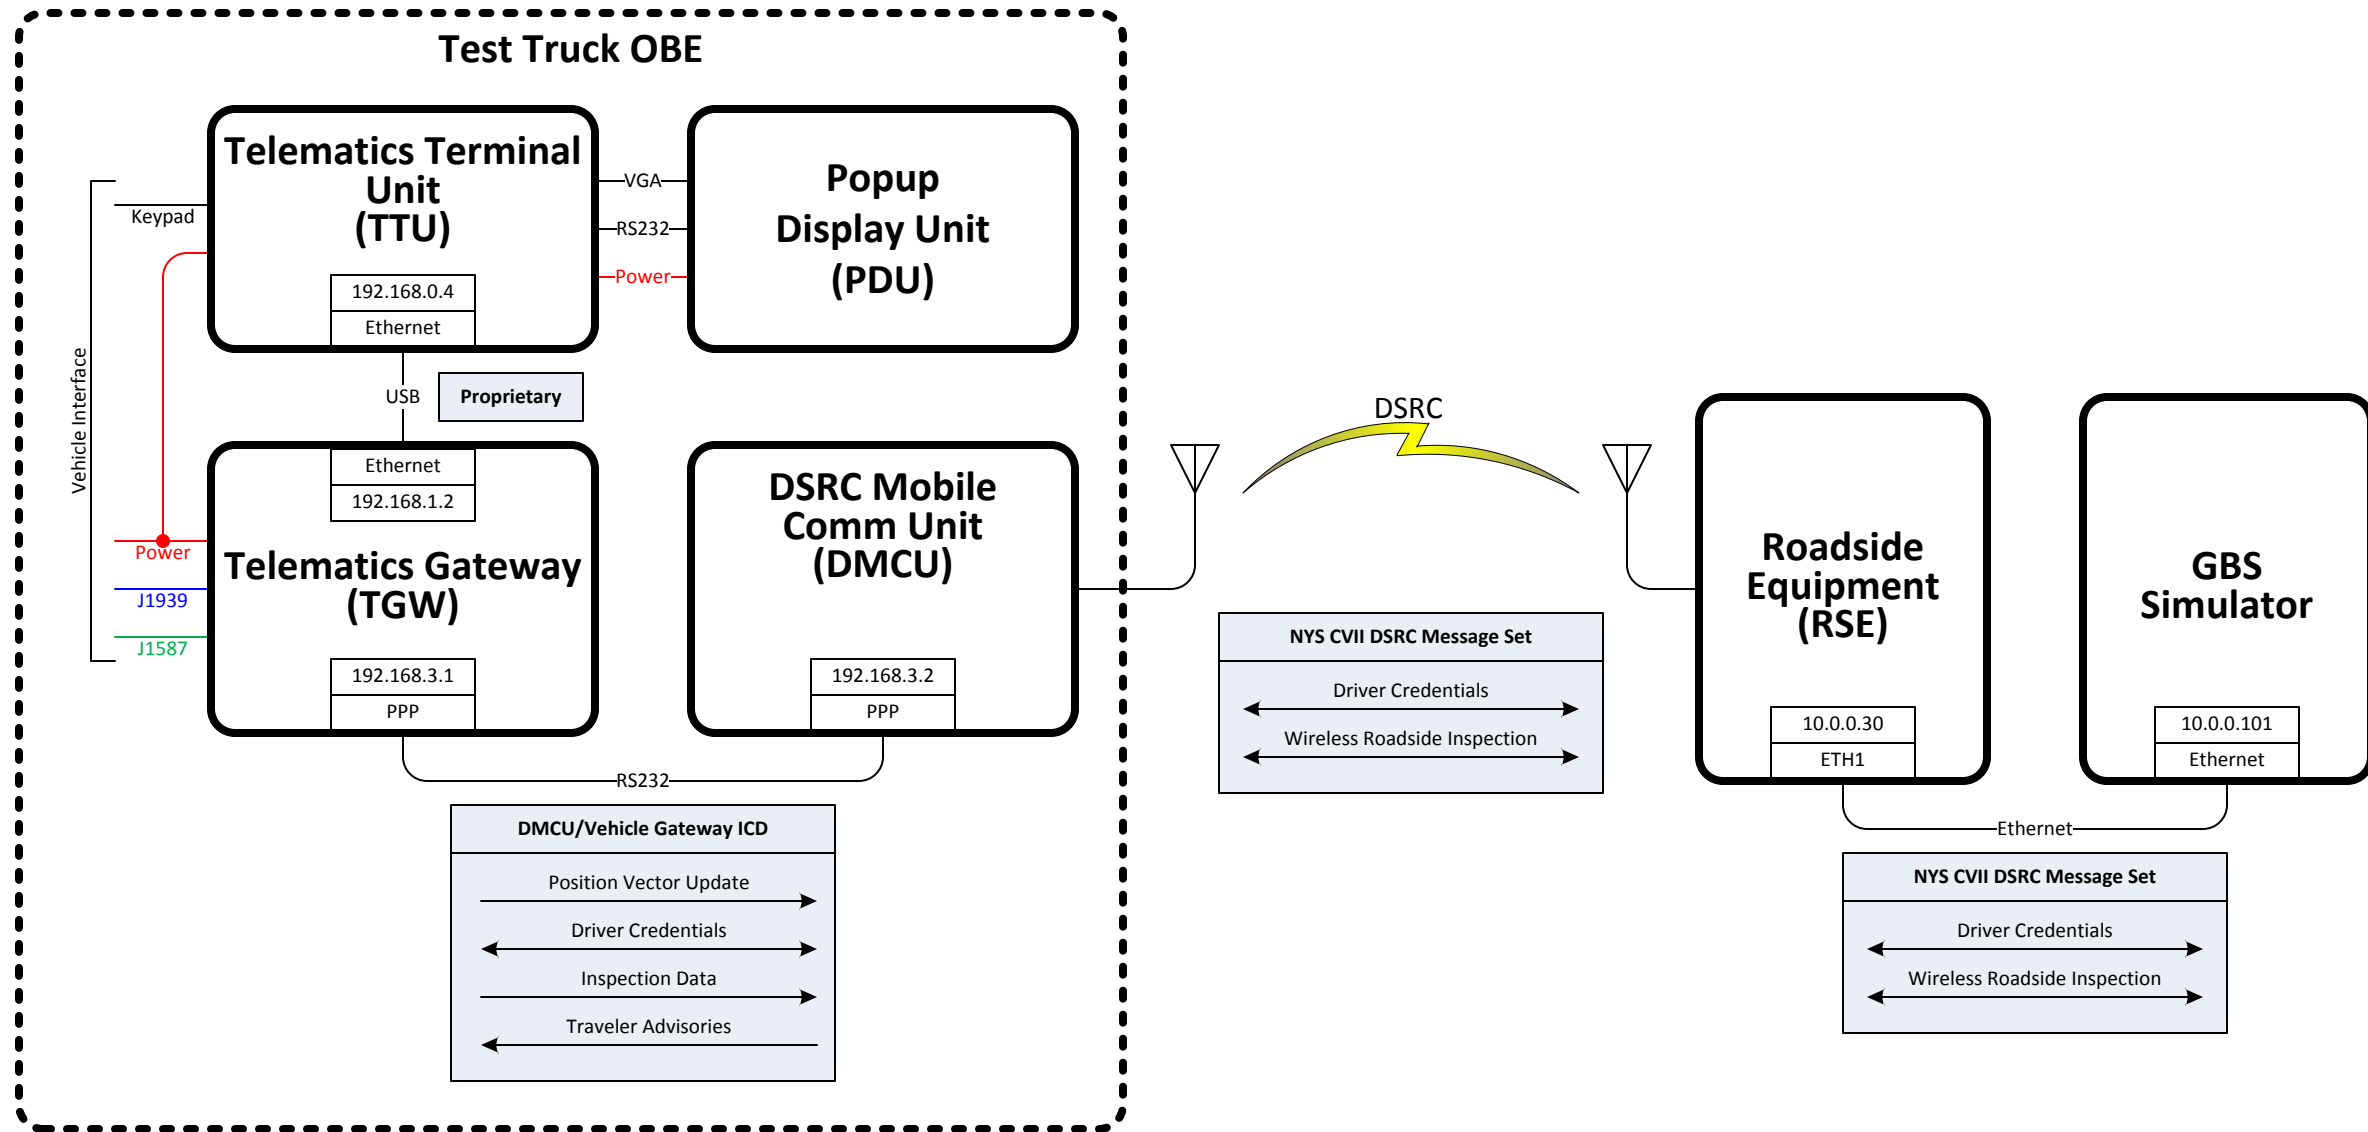 Test Truck OBE
Telematics Terminal
Unit
(TTU)
192.168.0.4
Ethernet
VGA
RS232
Power
Popup
Display Unit
(PDU)
Vehicle Interface
Keypad
Power
J1939
J1587
USB
Proprietary
Ethernet
192.168.1.2
Telematics Gateway
(TGW)
192.168.3.1
PPP
DSRC Mobile
Comm Unit
(DMCU)
192.168.3.2
PPP
RS232
DMCU/Vehicle Gateway ICD
Position Vector Update
Driver Credentials
Inspection Data
Traveler Advisories
DSRC
NYS CVII DSRC Message Set
Driver Credentials
Wireless Roadside Inspection
Roadside
Equipment
(RSE)
10.0.0.30
ETH1
GBS
Simulator
10.0.0.101
Ethernet
Ethernet
NYS CVII DSRC Message Set
Driver Credentials
Wireless Roadside Inspection